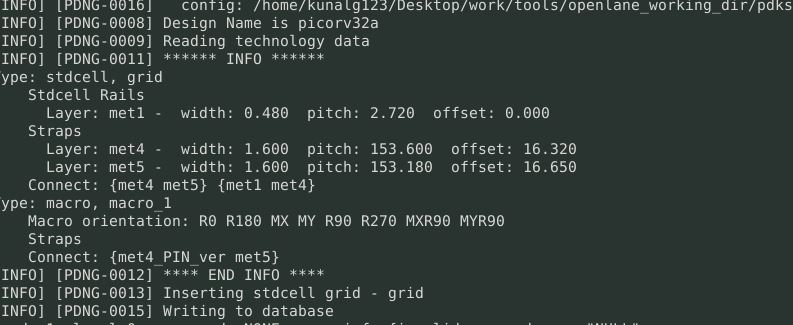 INFO] [PDNG-0016]   config: /home/kunalg123/Desktop/work/tools/openlane_working_dir/pdks
INFO] [PDNG-0008] Design Name is picorv32a
INFO] [PDNG-0009] Reading technology data
INFO] [PDNG-0011] ****** INFO ******
ype: stdcell, grid
Stdcell Rails
Layer: met1 -  width: 0.480  pitch: 2.720  offset: 0.000
Straps
Layer: met4 -  width: 1.600  pitch: 153.600  offset: 16.320
Layer: met5 -  width: 1.600  pitch: 153.180  offset: 16.650
Connect: {met4 met5} {met1 met4}
ype: macro, macro_1
Macro orientation: R0 R180 MX MY R90 R270 MXR90 MYR90
Straps
Connect: {met4_PIN_ver met5}
INFO] [PDNG-0012] **** END INFO ****
INFO] [PDNG-0013] Inserting stdcell grid - grid
INFO] [PDNG-0015] Writing to database